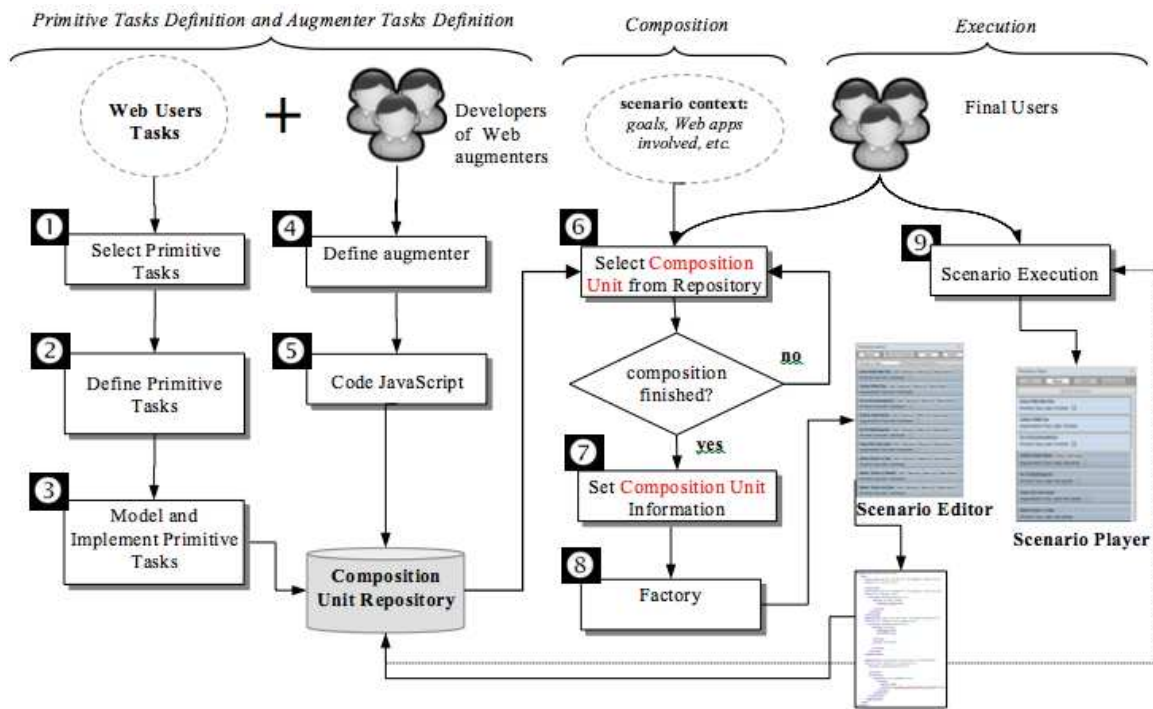 Primitive Tasks Definition and Augmenter Tasks Definition
Composition
Execution
Web Users
Tasks
+
Developers
of Web
augmenters
scenario context:
goals, Web apps
involved, etc.
Final Users
1
Select Primitive
Tasks
2
Define Primitive
Tasks
3
Model and
Implement Primitive
Tasks
4
Define augmenter
5
Code JavaScript
Composition
Unit Repository
6
Select Composition
Unit from Repository
composition
finished?
no
yes
7
Set Composition Unit
Information
8
Factory
9
Scenario Execution
Scenario Editor
Scenario Player